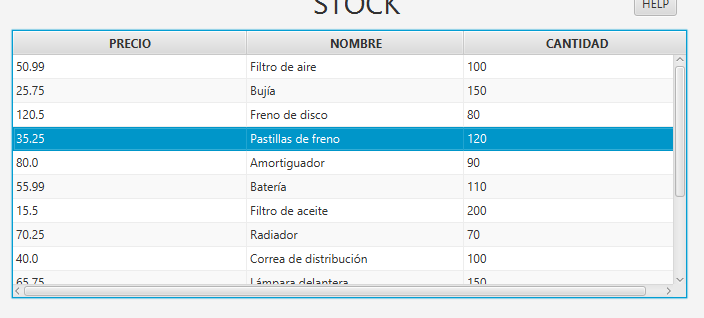 STOCK HELP
PRECIO NOMBRE CANTIDAD
50.99 Filtro de aire 100
25.75 Bujía 150
120.5 Freno de disco 80
35.25 Pastillas de freno 120
80.0 Amortiguador 90
55.99 Batería 110
15.5 Filtro de aceite 200
70.25 Radiador 70
40.0 Correa de distribución 100
65.75 Lámpara delantera 150